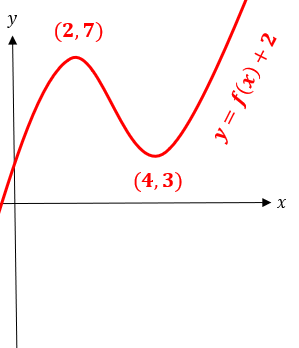 y
(2, 7)
y = f(x) + 2
(4, 3)
x